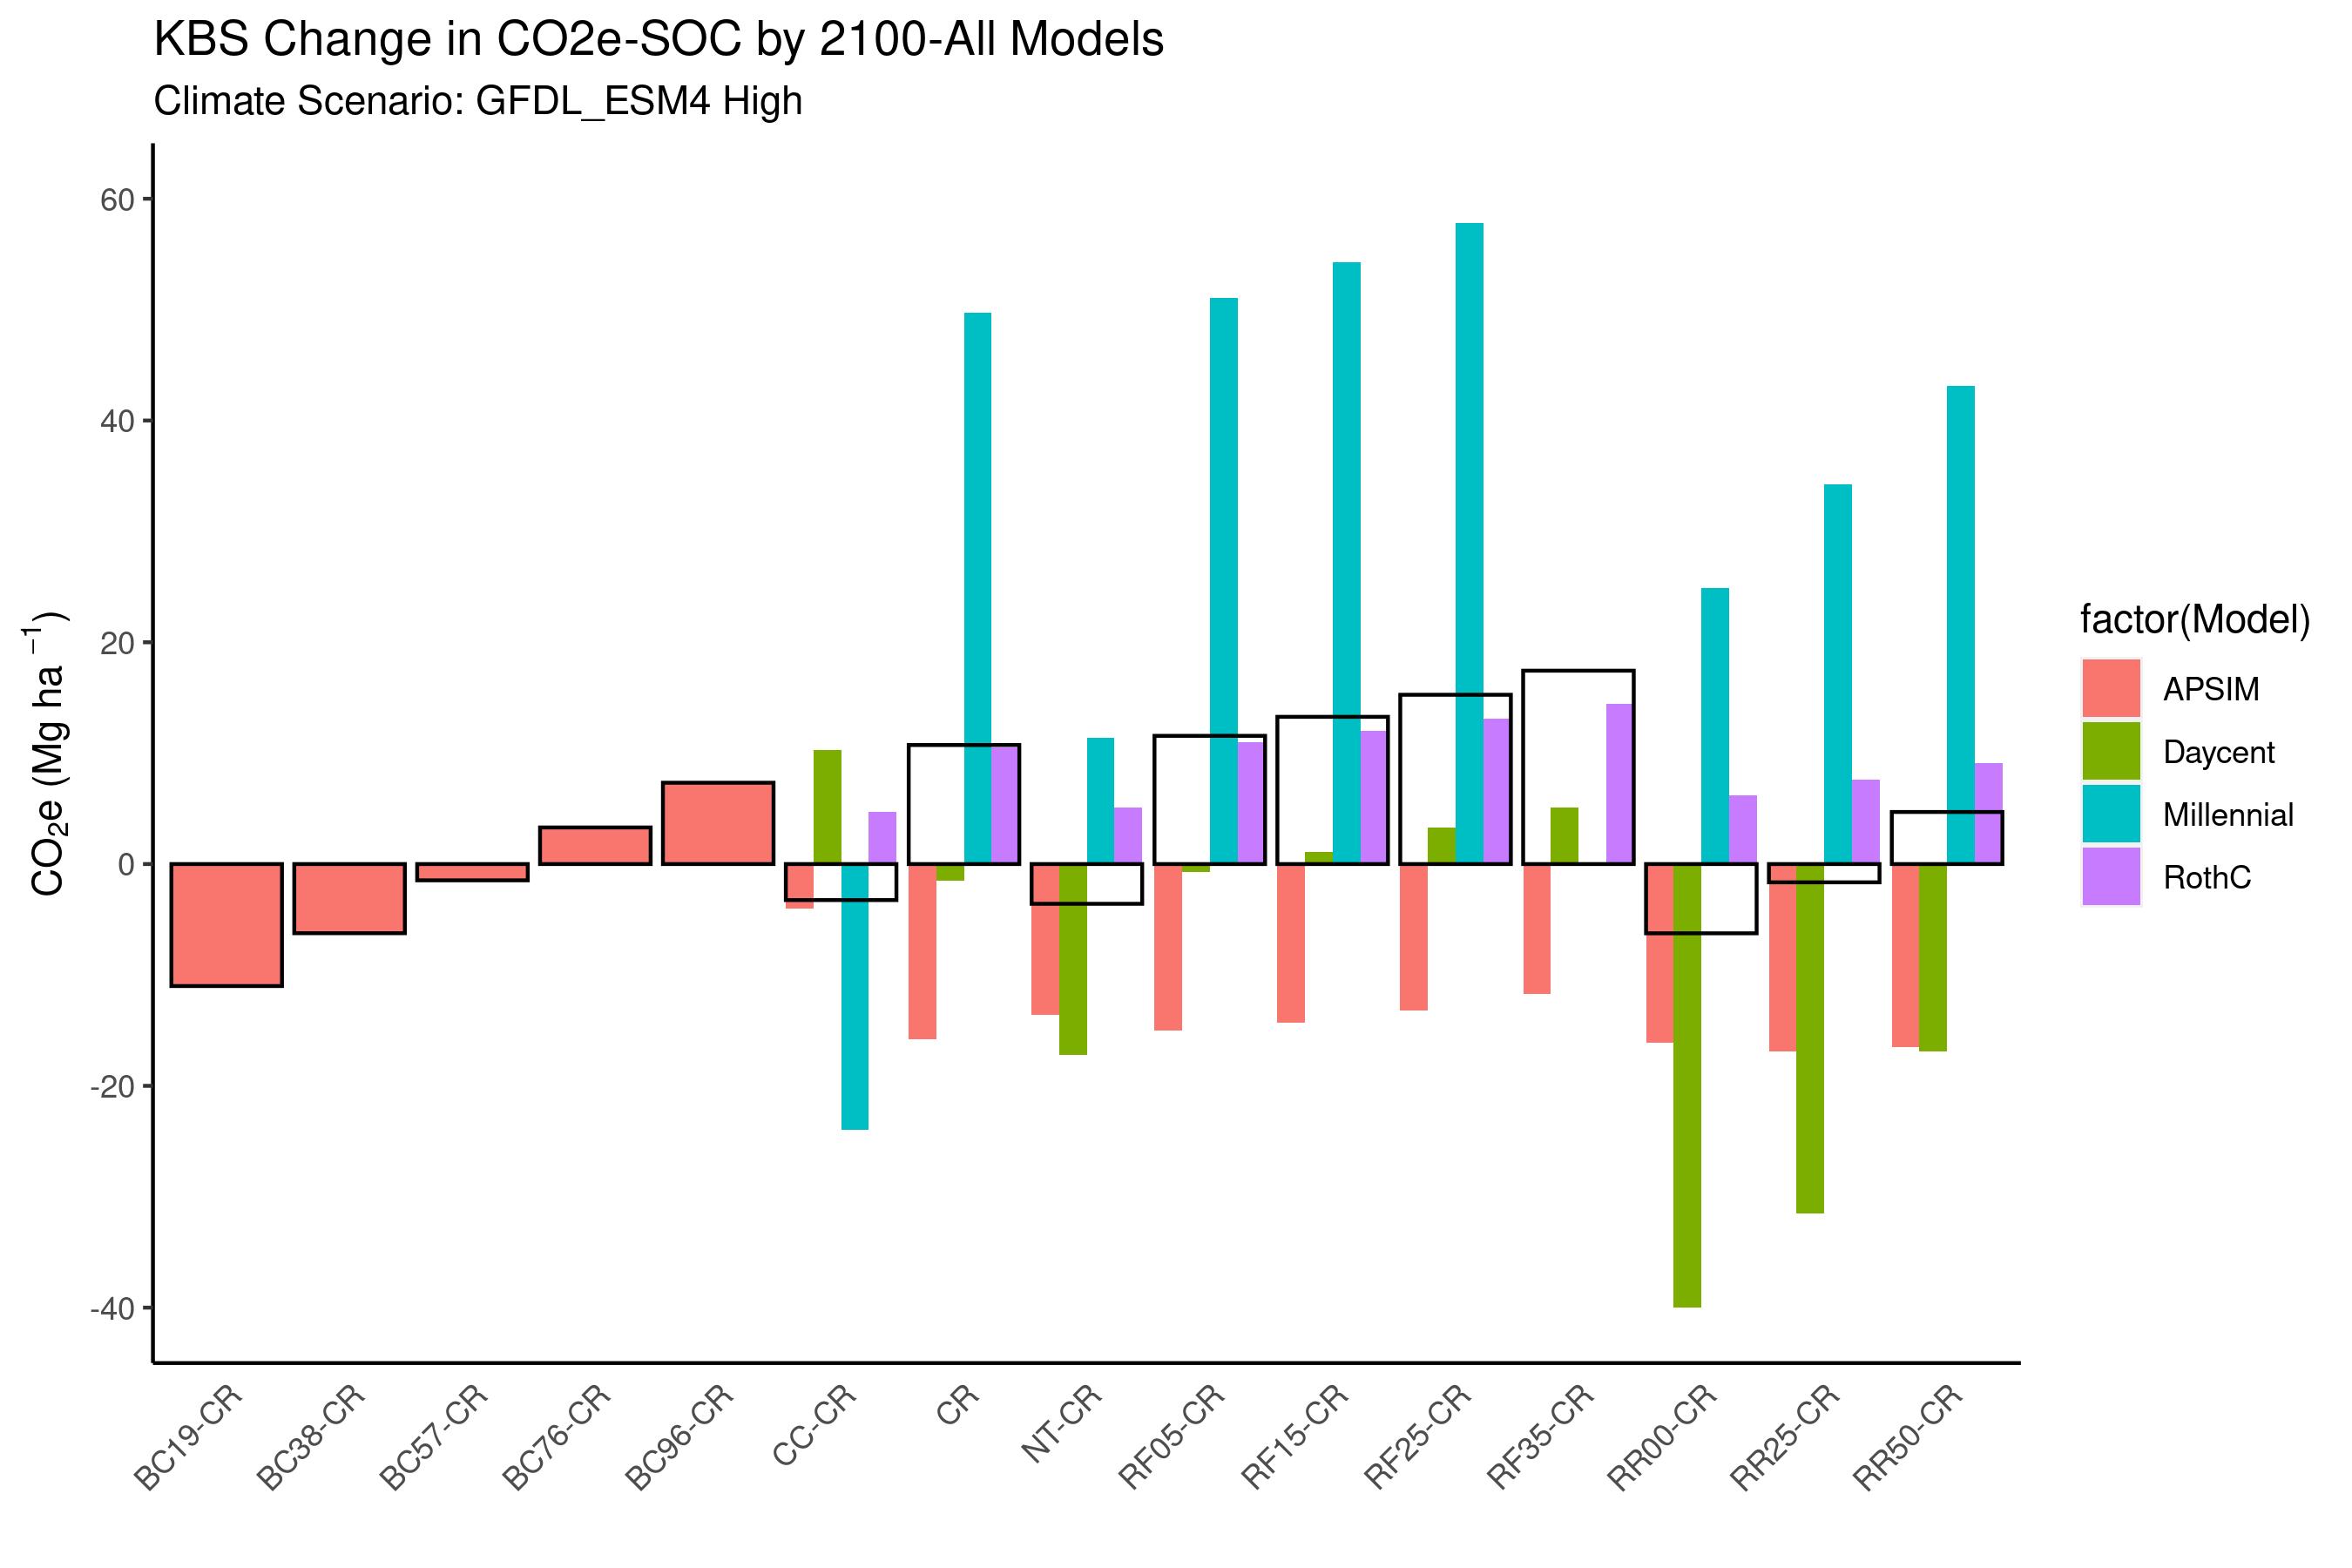 KBS Change in CO2e-SOC by 2100-All Models
Climate Scenario: GFDL_ESM4 High
CO₂e (Mg ha ⁻¹)
60
40
20
0
-20
-40
BC19-CR
BC38-CR
BC57-CR
BC76-CR
BC96-CR
CC-CR
CR
NT-CR
RF05-CR
RF15-CR
RF25-CR
RF35-CR
RR00-CR
RR25-CR
RR50-CR
factor(Model)
APSIM
Daycent
Millennial
RothC